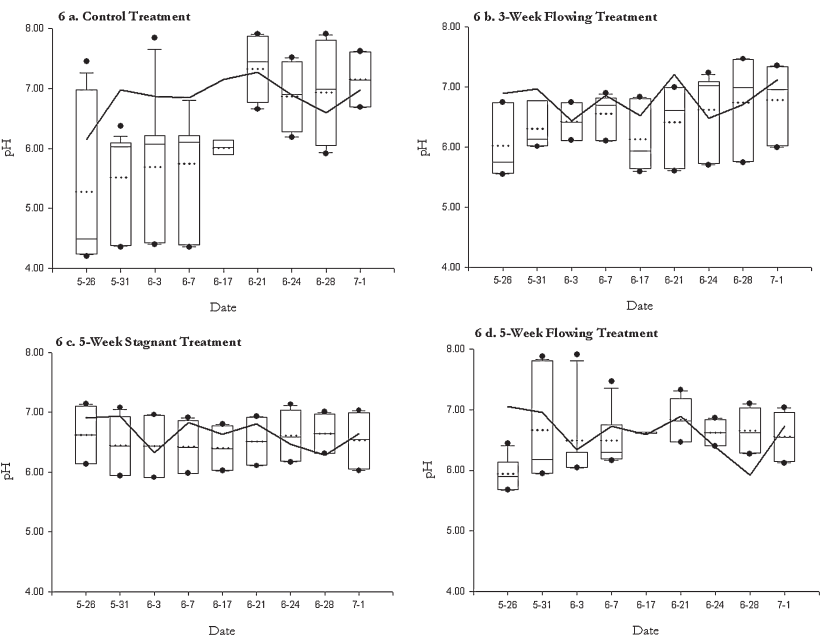 6 a. Control Treatment
8.00
7.00
6.00
5.00
4.00
pH
5-26 5-31 6-3 6-7 6-17 6-21 6-24 6-28 7-1
Date
6 b. 3-Week Flowing Treatment
8.00
7.00
6.00
5.00
4.00
pH
5-26 5-31 6-3 6-7 6-17 6-21 6-24 6-28 7-1
Date
6 c. 5-Week Stagnant Treatment
8.00
7.00
6.00
5.00
4.00
pH
5-26 5-31 6-3 6-7 6-17 6-21 6-24 6-28 7-1
Date
6 d. 5-Week Flowing Treatment
8.00
7.00
6.00
5.00
4.00
pH
5-26 5-31 6-3 6-7 6-17 6-21 6-24 6-28 7-1
Date